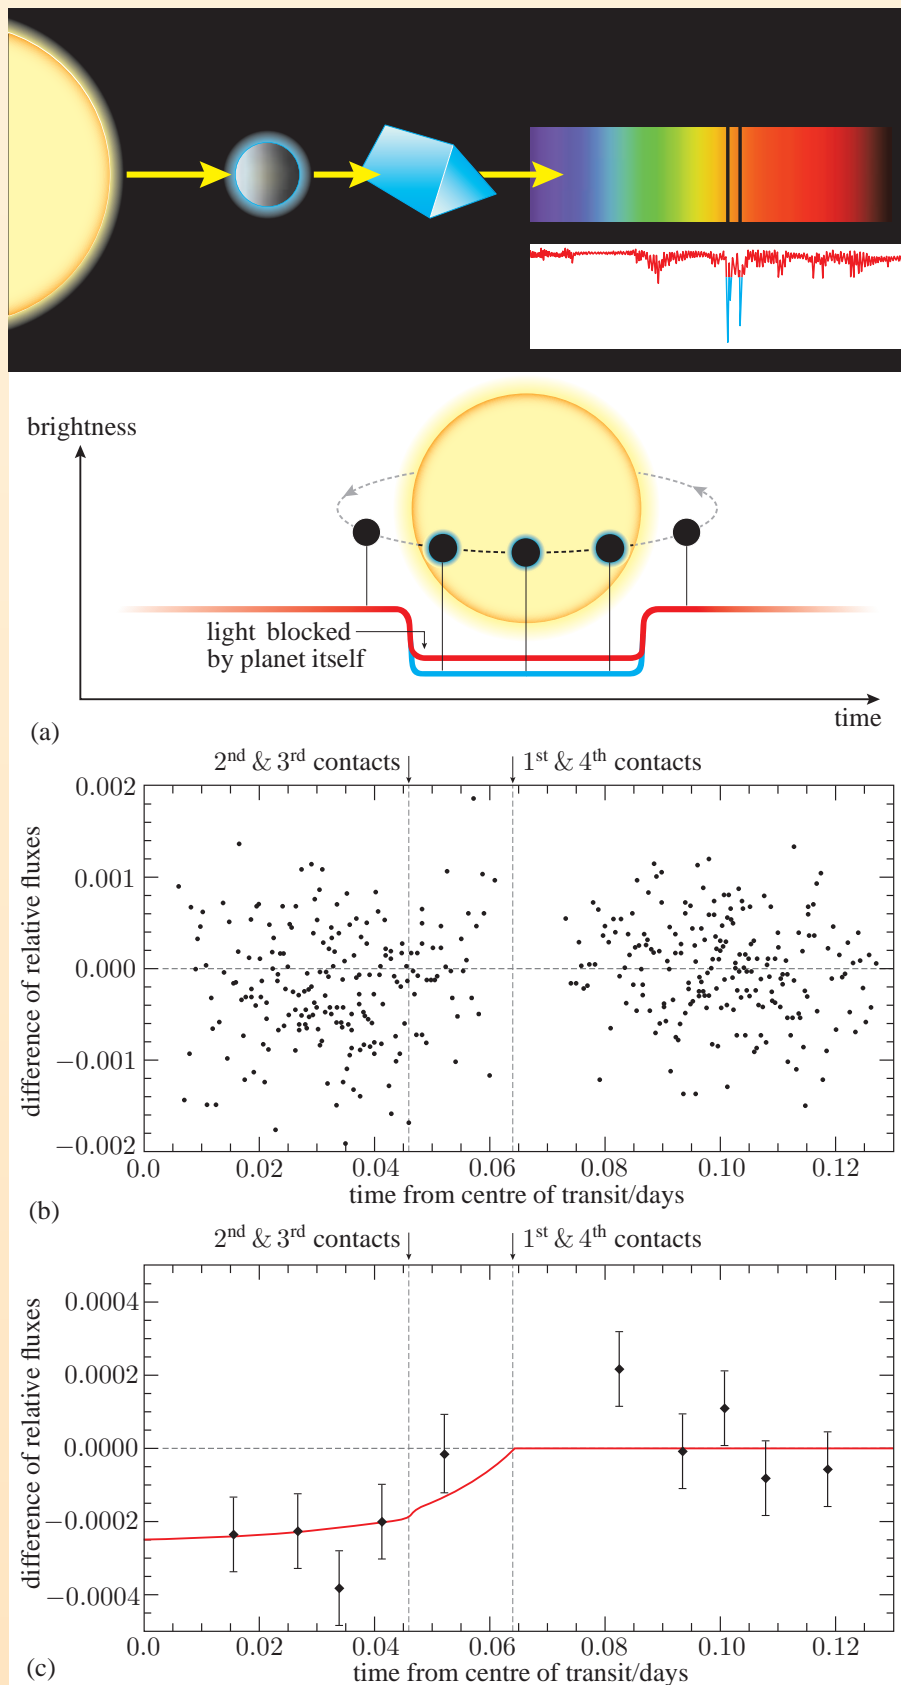 brightness
light blocked
by planet itself
time
(a)
2nd & 3rd contacts
1st & 4th contacts
0.002
0.001
0.000
−0.001
−0.002
difference of relative fluxes
0.0
0.02
0.04
0.06
0.08
0.10
0.12
time from centre of transit/days
(b)
2nd & 3rd contacts
1st & 4th contacts
0.0004
0.0002
0.0000
−0.0002
−0.0004
difference of relative fluxes
0.0
0.02
0.04
0.06
0.08
0.10
0.12
time from centre of transit/days
(c)